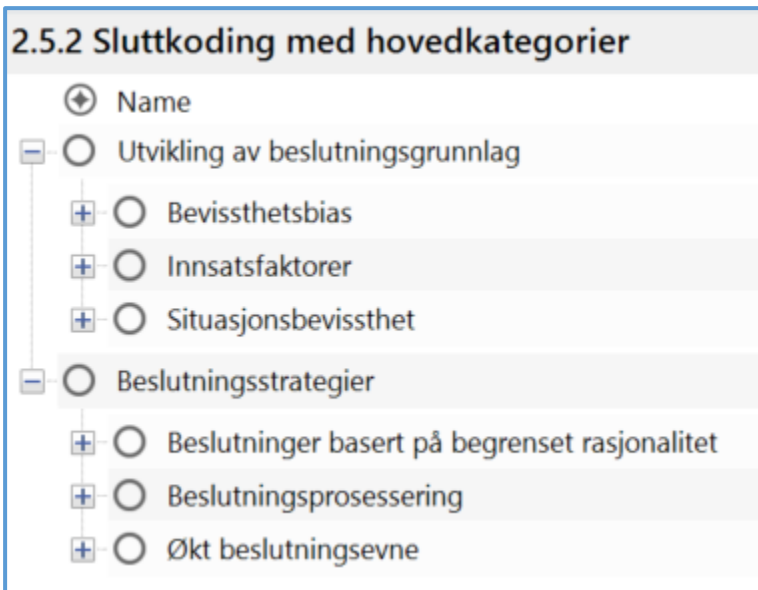 2.5.2 Sluttkoding med hovedkategorier
Name
Utvikling av beslutningsgrunnlag
Bevissthetsbias
Innsatsfaktorer
Situasjonsbevissthet
Beslutningsstrategier
Beslutninger basert på begrenset rasjonalitet
Beslutningsprosessering
Økt beslutningsevne